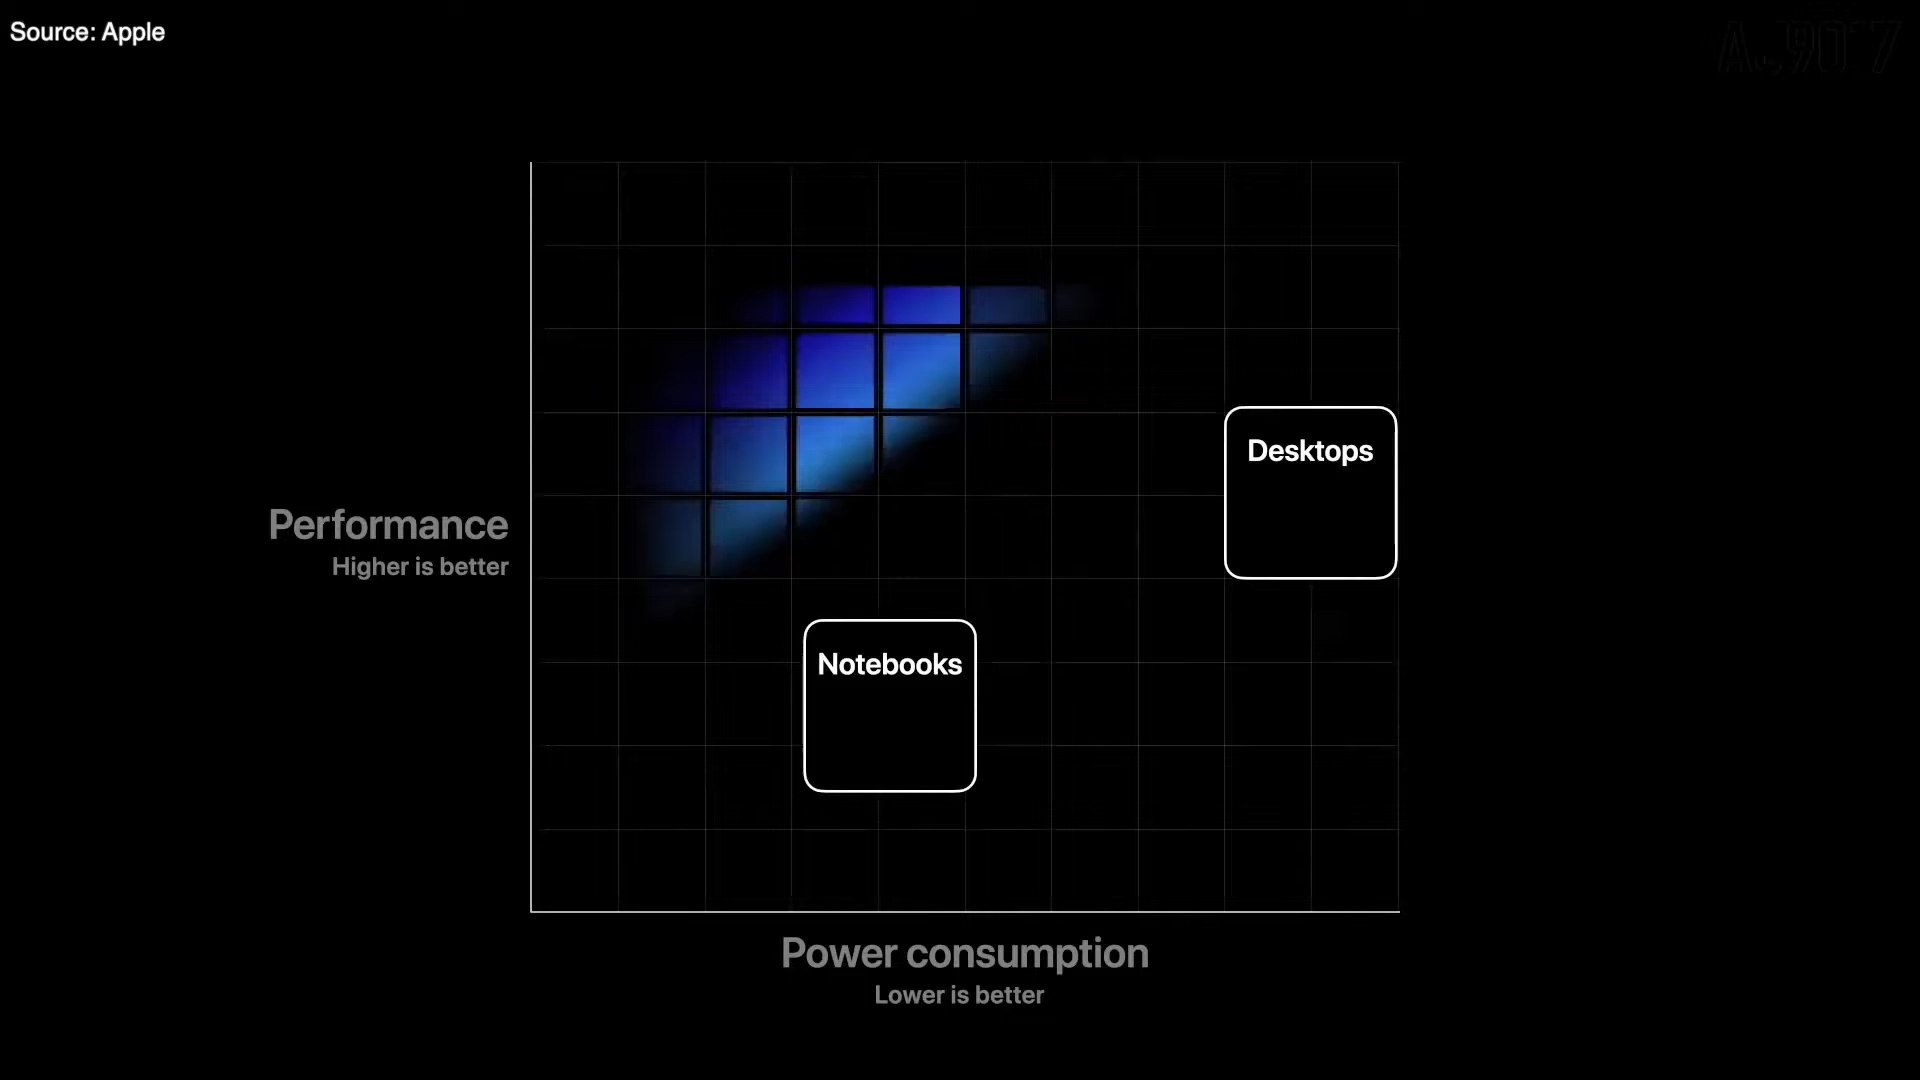 Source: Apple
Performance
Higher is better
Desktops
Notebooks
Power consumption
Lower is better